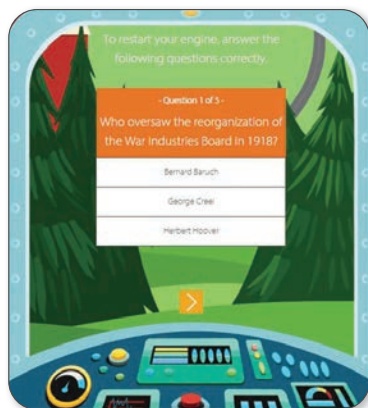 To restart your engine, answer the
following questions correctly.
- Question 1 of 5 -
Who oversaw the reorganization of
the War Industries Board in 1918?
Bernard Baruch
George Creel
Herbert Hoover